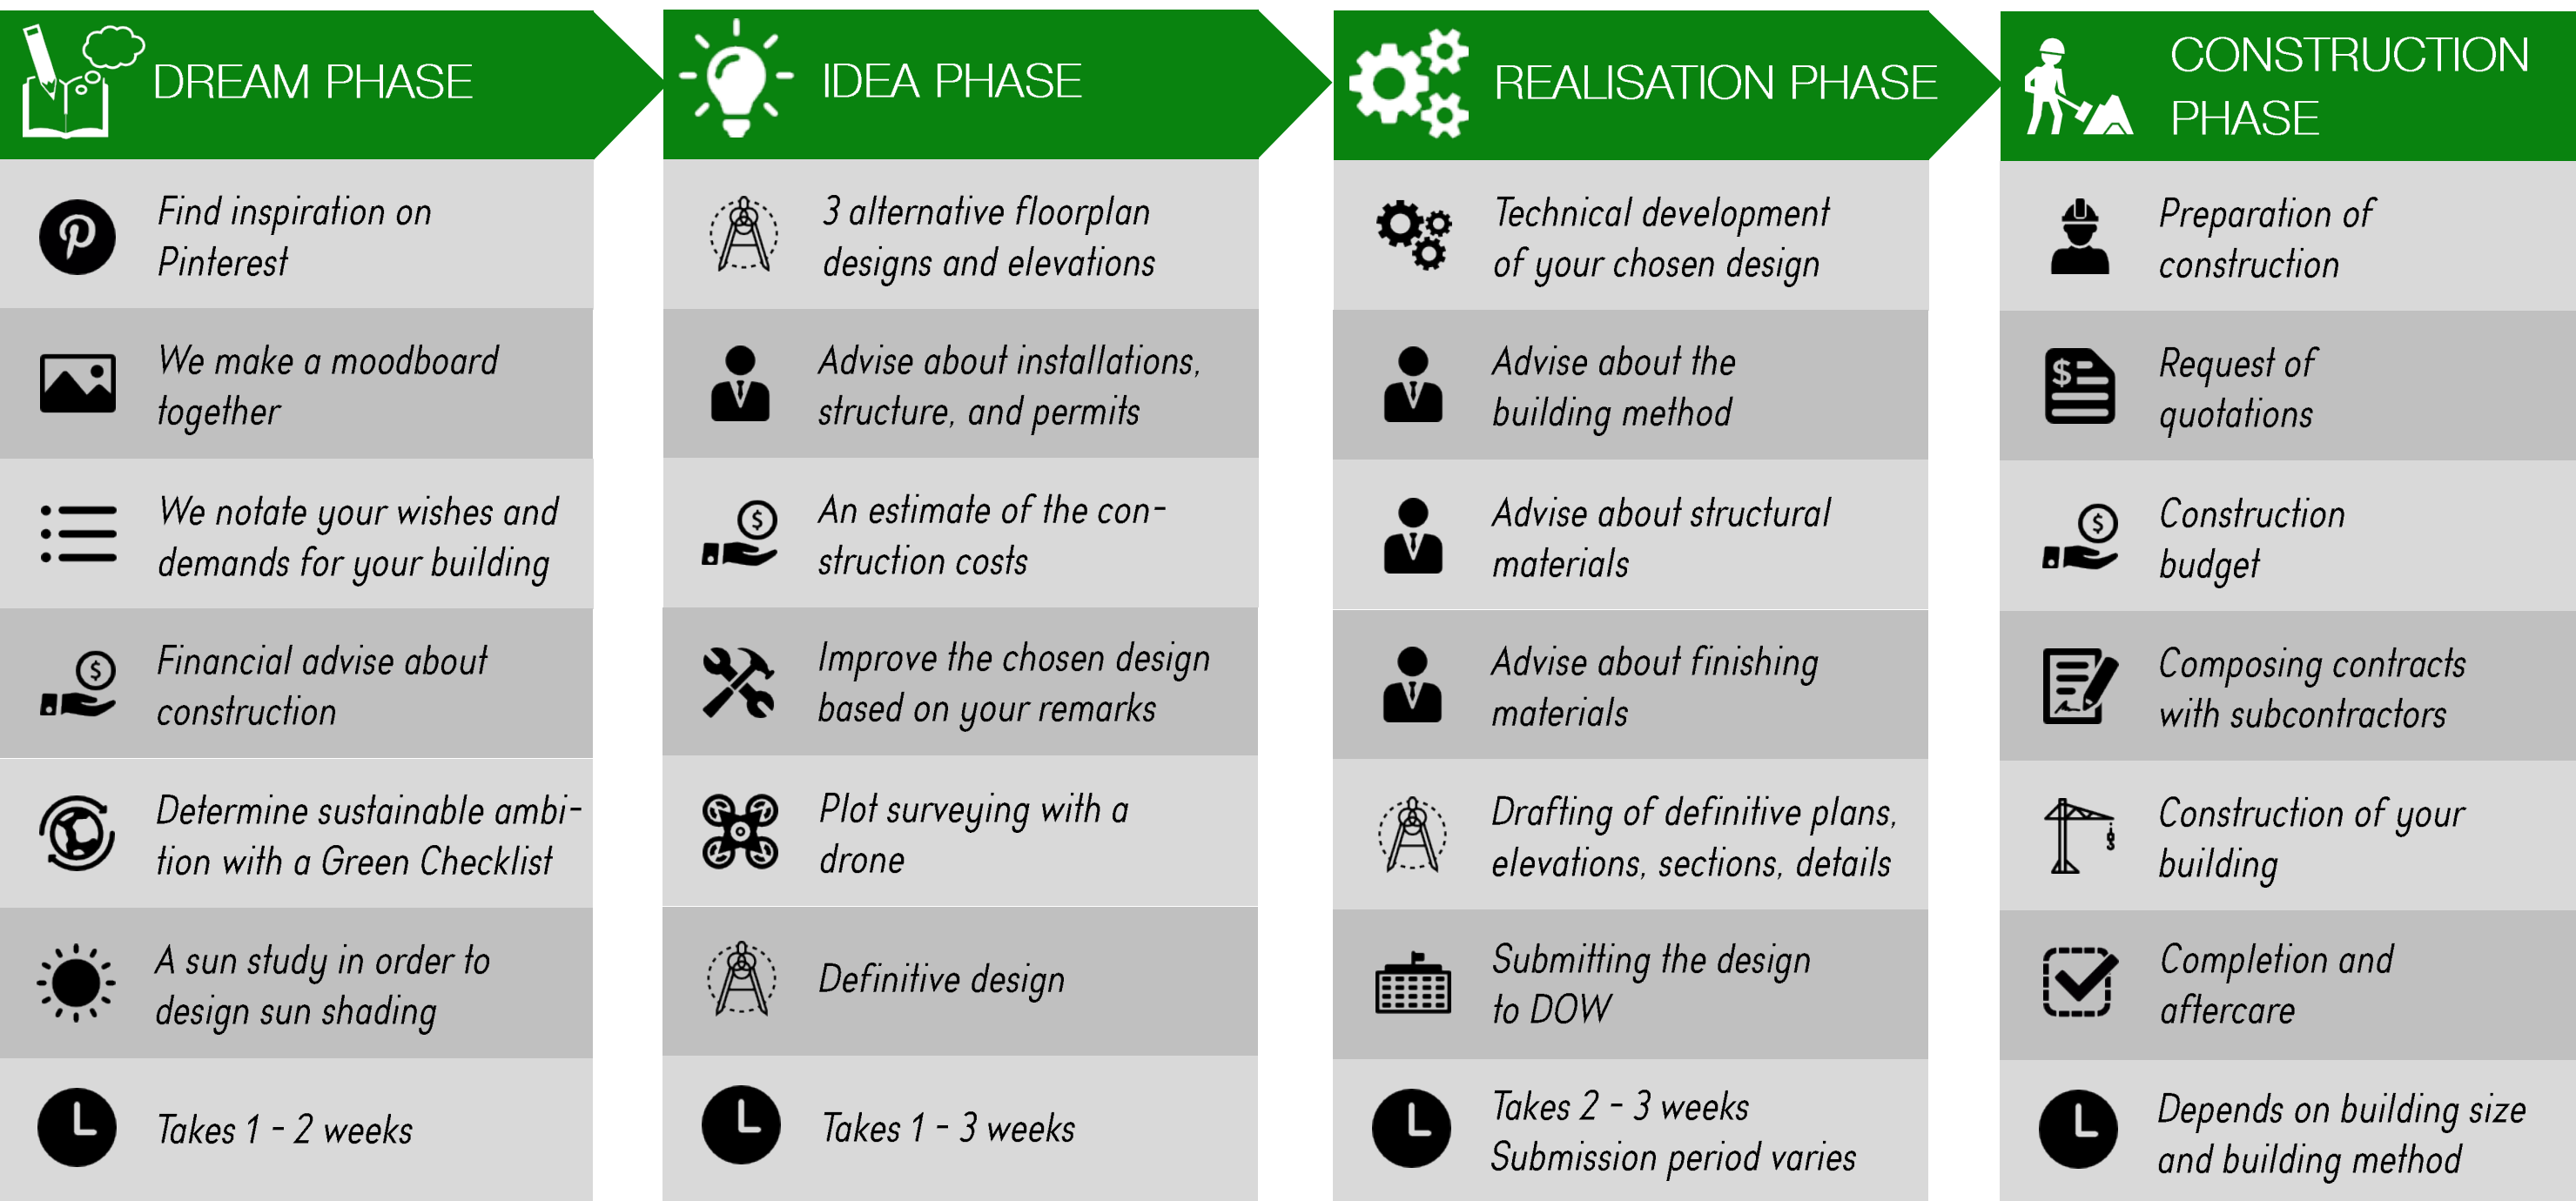 DREAM PHASE
Find inspiration on
Pinterest
We make a moodboard
together
We notate your wishes and
demands for your building
Financial advise about
construction
Determine sustainable ambi-
tion with a Green Checklist
A sun study in order to
design sun shading
Takes 1 - 2 weeks
IDEA PHASE
3 alternative floorplan
designs and elevations
Advise about installations,
structure, and permits
An estimate of the con-
struction costs
Improve the chosen design
based on your remarks
Plot surveying with a
drone
Definitive design
Takes 1 - 3 weeks
REALISATION PHASE
Technical development
of your chosen design
Advise about the
building method
Advise about structural
materials
Advise about finishing
materials
Drafting of definitive plans,
elevations, sections, details
Submitting the design
to DOW
Takes 2 - 3 weeks
Submission period varies
CONSTRUCTION
PHASE
Preparation of
construction
Request of
quotations
Construction
budget
Composing contracts
with subcontractors
Construction of your
building
Completion and
aftercare
Depends on building size
and building method